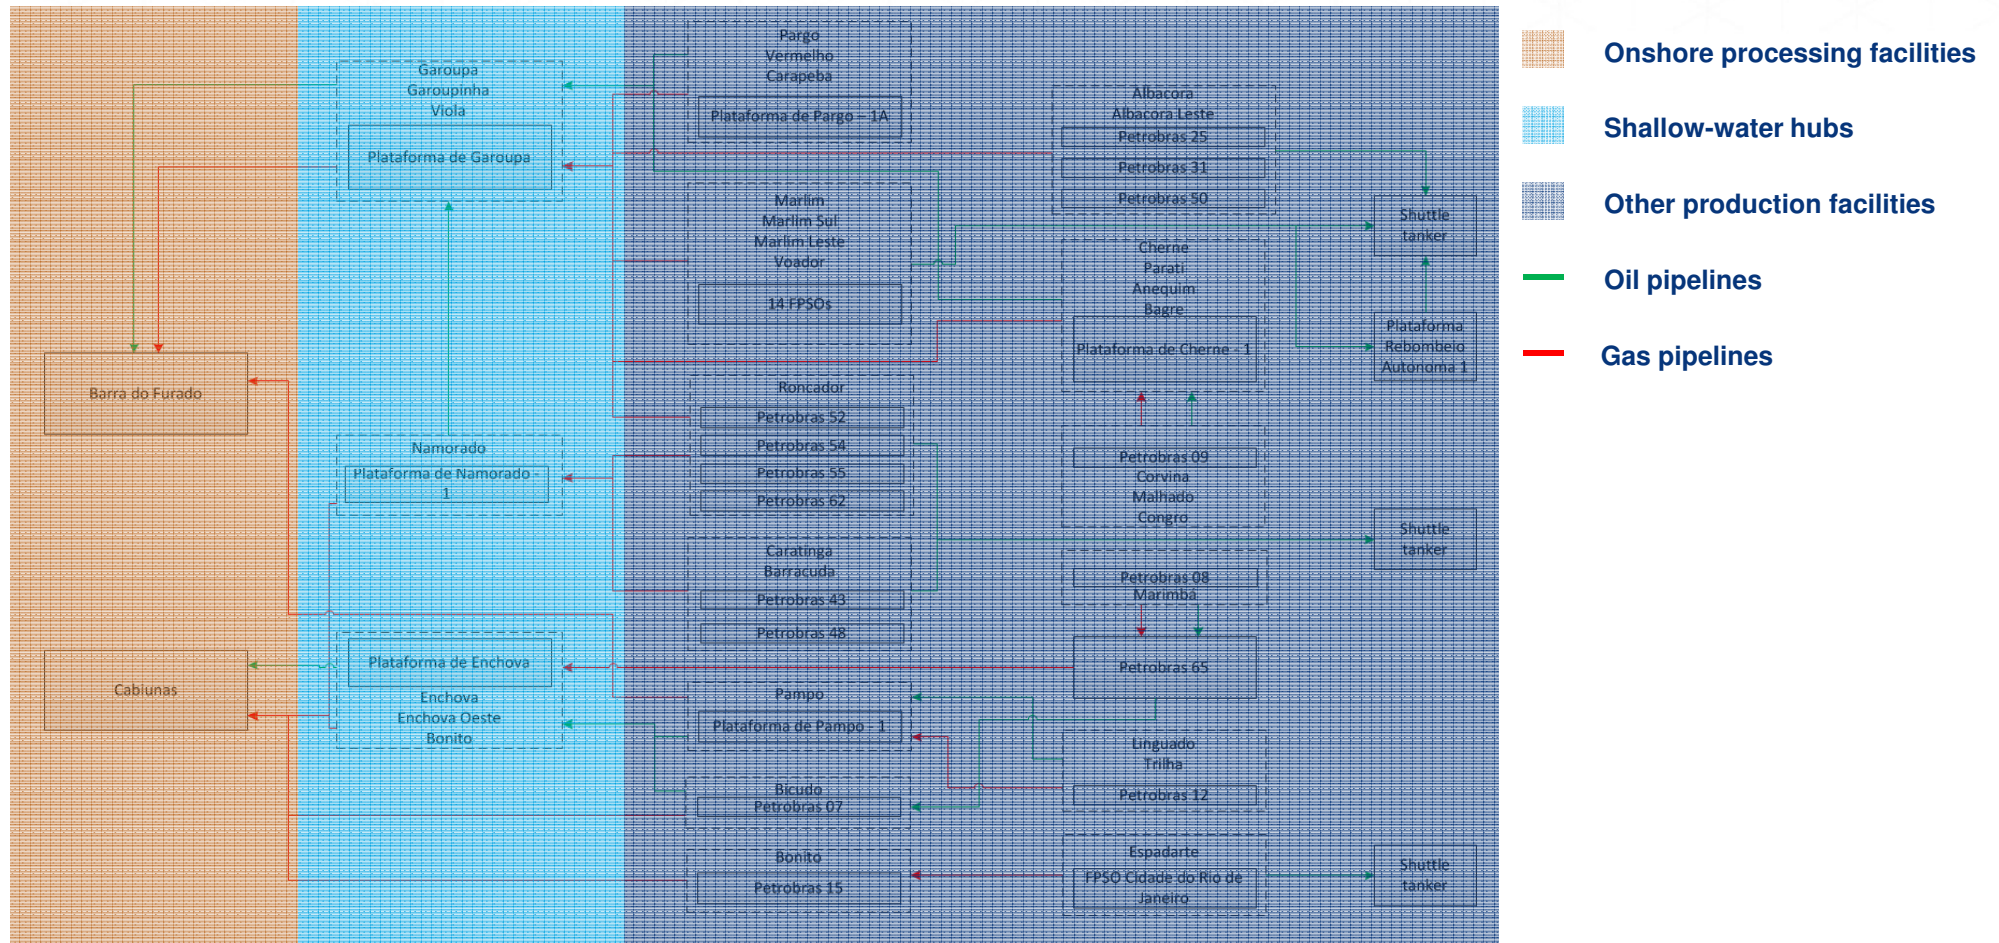 Garoupa
Garoupinha
Viola
Plataforma de Garoupa
Barra do Furado
Namorado
Plataforma de Namorado -
1
Plataforma de Enchova
Enchova
Enchova Oeste
Bonito
Cabiunas
Pargo
Vermelho
Carapeba
Plataforma de Pargo – 1A
Marlim
Marlim Sul
Marlim Leste
Voador
14 FPSOs
Roncador
Petrobras 52
Petrobras 54
Petrobras 55
Petrobras 62
Caratinga
Barracuda
Petrobras 43
Petrobras 48
Pampo
Plataforma de Pampo - 1
Bicudo
Petrobras 07
Bonito
Petrobras 15
Albacora
Albacora Leste
Petrobras 25
Petrobras 31
Petrobras 50
Cherne
Parati
Anequim
Bagre
Plataforma de Cherne - 1
Petrobras 09
Corvina
Malhado
Congro
Petrobras 08
Marimbá
Petrobras 65
Linguado
Trilha
Petrobras 12
Espadarte
FPSO Cidade do Rio de
Janeiro
Shuttle
tanker
Plataforma
Rebombeio
Autonoma 1
Shuttle
tanker
Shuttle
tanker
Onshore processing facilities
Shallow-water hubs
Other production facilities
Oil pipelines
Gas pipelines